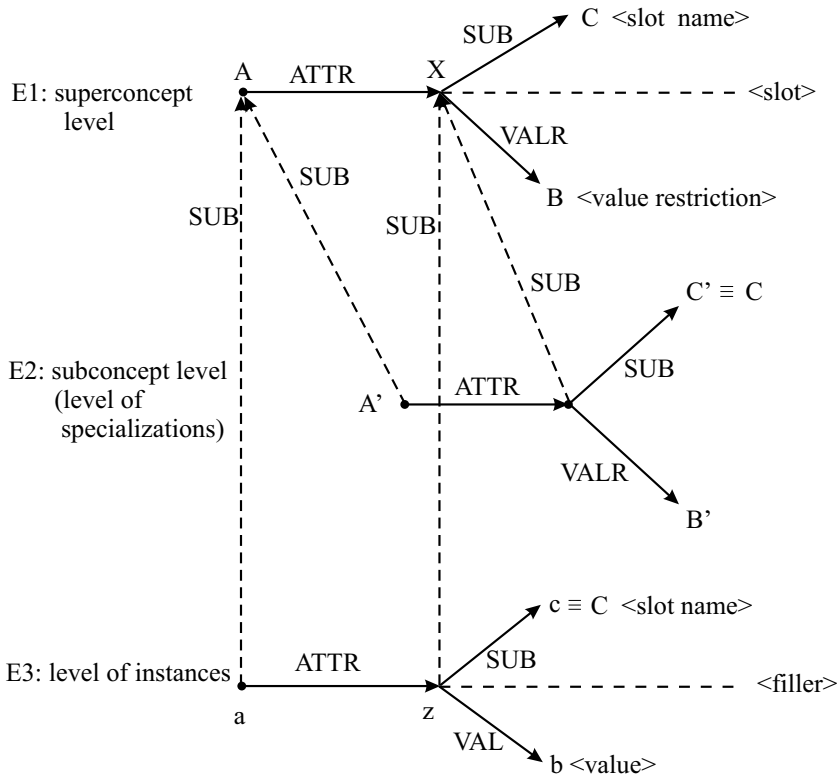 C <slot name>
SUB
A
ATTR
X
E1: superconcept
level
<slot>
VALR
SUB
B <value restriction>
SUB
SUB
SUB
C’ ≡ C
E2: subconcept level
(level of
specializations)
A’
ATTR
SUB
VALR
B’
c ≡ C <slot name>
E3: level of instances
ATTR
SUB
<filler>
a
z
VAL
b <value>